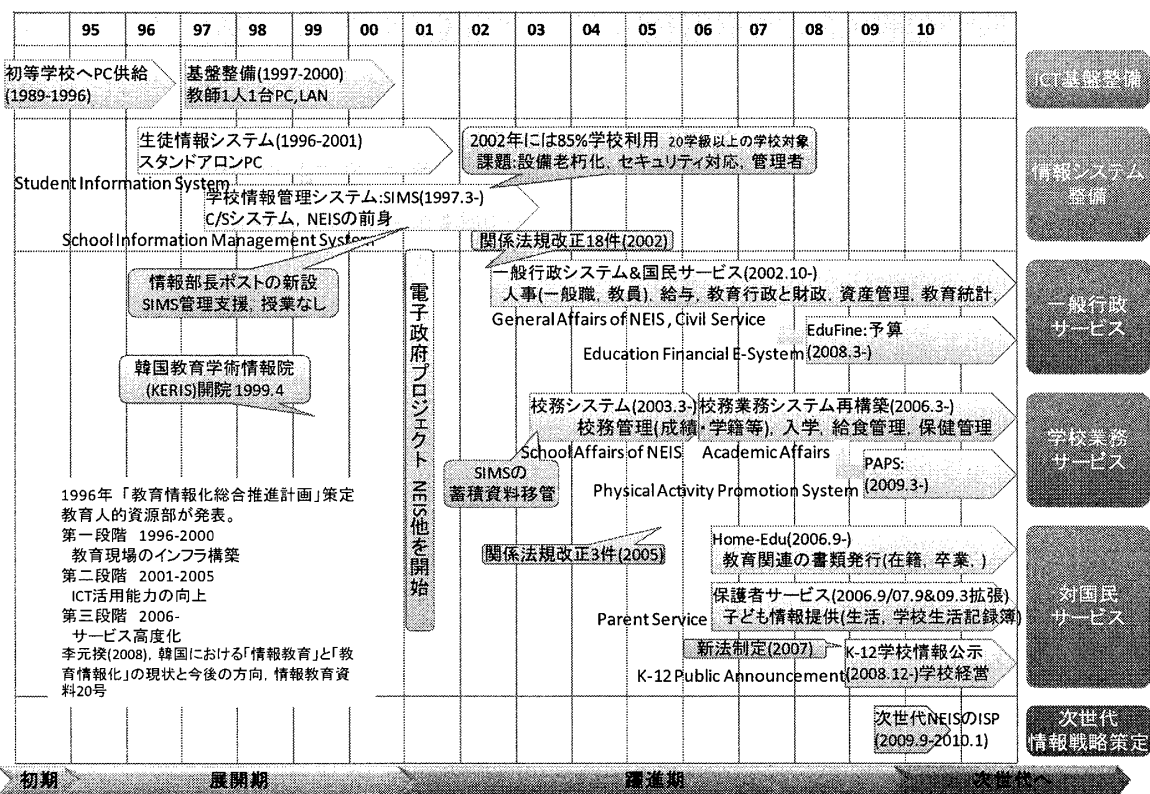 95 96 97 98 99 00 01 02 03 04 05 06 07 08 09 10
初等学校へPC供給
(1989-1996)
基盤整備(1997-2000)
教師1人1台PC,LAN
ICT基盤整備
生徒情報システム(1996-2001)
スタンドアロンPC
Student Information System
2002年には85%学校利用 20学級以上の学校対象
課題:設備老朽化、セキュリティ対応、管理者
学校情報管理システム:SIMS(1997.3-)
C/Sシステム, NEISの前身
School Information Management System
情報システム
整備
関係法規改正18件(2002)
情報部長ポストの新設
SIMS管理支援, 授業なし
韓国教育学術情報院
(KERIS)開院 1999.4
電子政府プロジェクト NEIS他を開始
一般行政システム&国民サービス(2002.10-)
人事(一般職, 教員), 給与, 教育行政と財政, 資産管理, 教育統計,
General Affairs of NEIS , Civil Service
EduFine:予算
(2008.3-)
Education Financial E-System
一般行政
サービス
校務システム(2003.3-)
校務業務システム再構築(2006.3-)
校務管理(成績・学籍等), 入学, 給食管理, 保健管理
School Affairs of NEIS
Academic Affairs
SIMSの
蓄積資料移管
PAPS:
(2009.3-)
Physical Activity Promotion System
学校業務
サービス
関係法規改正3件(2005)
Home-Edu(2006.9-)
教育関連の書類発行(在籍, 卒業, )
保護者サービス(2006.9/07.9&09.3拡張)
子ども情報提供(生活, 学校生活記録簿)
Parent Service
新法制定(2007)
K-12学校情報公示
(2008.12-)学校経営
K-12 Public Announcement
対国民
サービス
1996年 「教育情報化総合推進計画」策定
教育人的資源部が発表。
第一段階 1996-2000
教育現場のインフラ構築
第二段階 2001-2005
ICT活用能力の向上
第三段階 2006-
サービス高度化
李元揆(2008), 韓国における「情報教育」と「教
育情報化」の現状と今後の方向, 情報教育資
料20号
次世代NEISのISP
(2009.9-2010.1)
次世代
情報戦略策定
初期 展開期 躍進期 次世代へ